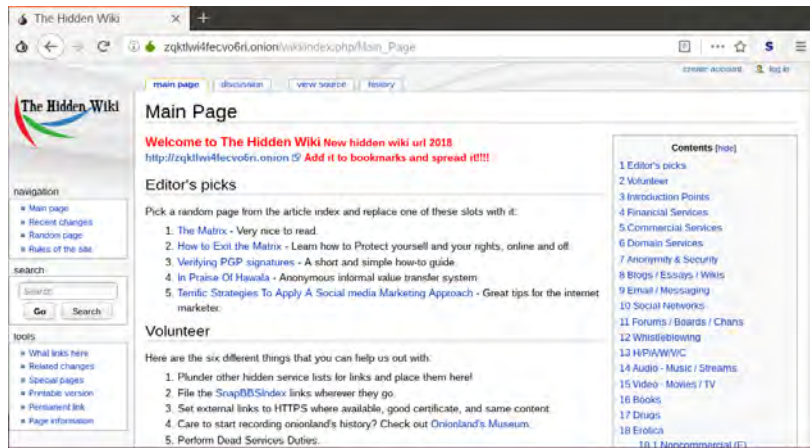 The Hidden Wiki
zqktlwi4fecvo6ri.onion/wiki/index.php/Main_Page
create account log in
main page discussion view source history
The Hidden Wiki
Main Page
Welcome to The Hidden Wiki New hidden wiki url 2018
http://zqktlwi4fecvo6ri.onion Add it to bookmarks and spread it!!!!
Editor's picks
Pick a random page from the article index and replace one of these slots with it:
1. The Matrix - Very nice to read.
2. How to Exit the Matrix - Learn how to Protect yourself and your rights, online and off.
3. Verifying PGP signatures - A short and simple how-to guide.
4. In Praise Of Hawala - Anonymous informal value transfer system.
5. Terrific Strategies To Apply A Social media Marketing Approach - Great tips for the internet
marketer.
Volunteer
Here are the six different things that you can help us out with:
1. Plunder other hidden service lists for links and place them here!
2. File the SnapBBSIndex links wherever they go.
3. Set external links to HTTPS where available, good certificate, and same content.
4. Care to start recording onionland's history? Check out Onionland's Museum.
5. Perform Dead Services Duties.
navigation
Main page
Recent changes
Random page
Rules of the site
search
Search
Go Search
tools
What links here
Related changes
Special pages
Printable version
Permanent link
Page information
Contents [hide]
1 Editor's picks
2 Volunteer
3 Introduction Points
4 Financial Services
5 Commercial Services
6 Domain Services
7 Anonymity & Security
8 Blogs / Essays / Wikis
9 Email / Messaging
10 Social Networks
11 Forums / Boards / Chans
12 Whistleblowing
13 H/P/A/W/V/C
14 Audio - Music / Streams
15 Video - Movies / TV
16 Books
17 Drugs
18 Erotica
18.1 Noncommercial (E)